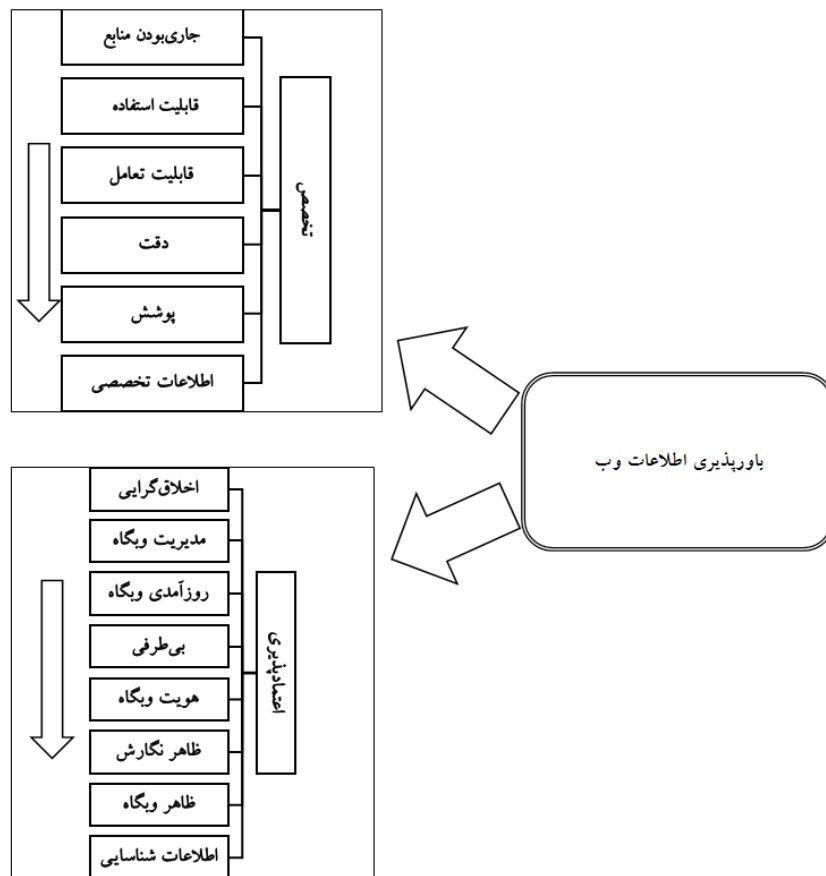 باورپذیری اطلاعات وب
تخصص
جاری‌بودن منابع
قابلیت استفاده
قابلیت تعامل
دقت
پوشش
اطلاعات تخصصی
اعتمادپذیری
اخلاق‌گرایی
مدیریت وبگاه
روزآمدی وبگاه
بی‌طرفی
هویت وبگاه
ظاهر نگارش
ظاهر وبگاه
اطلاعات شناسایی